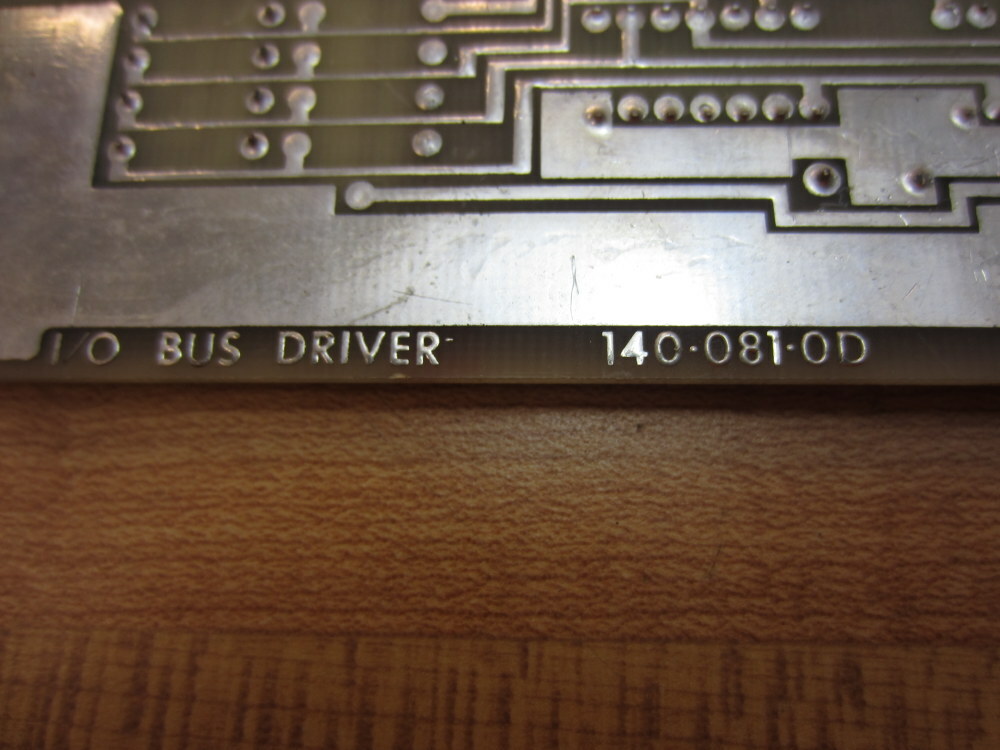 I/O BUS DRIVER 140-081-0D